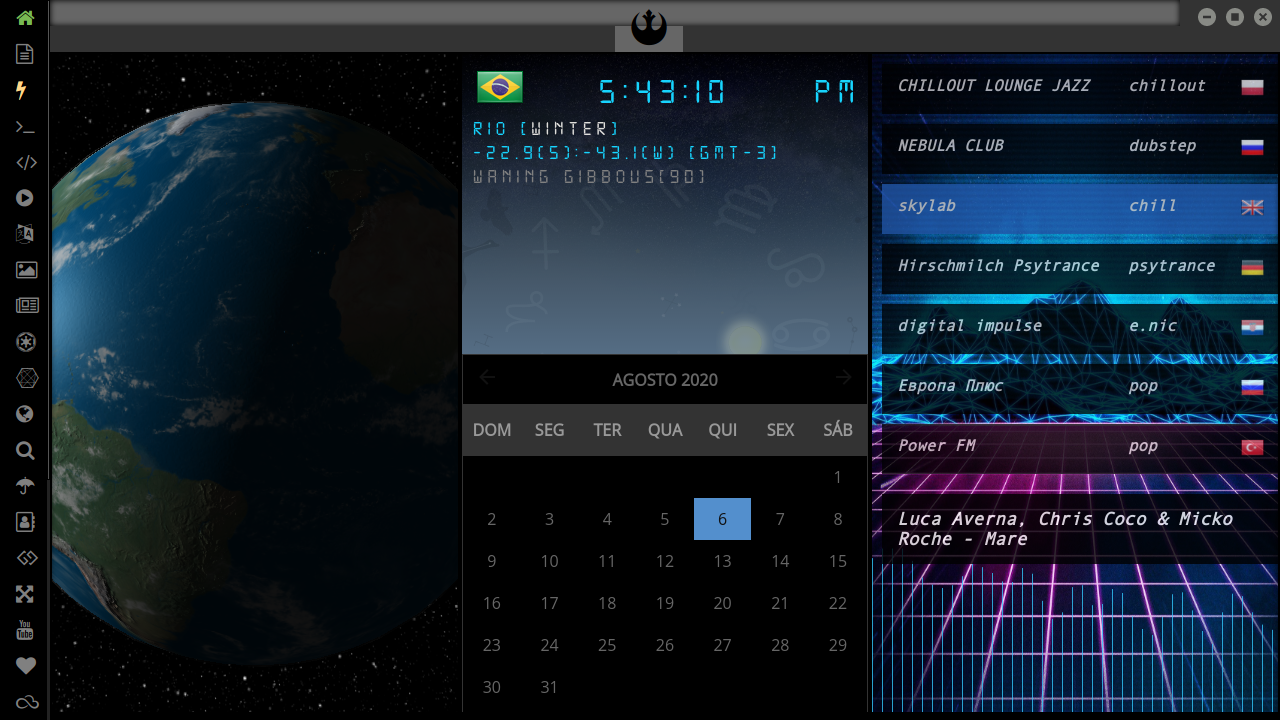 5:43:10 PM
RIO [WINTER]
-22.9(S):-43.1(W) [GMT-3]
WANING GIBBOUS(90)
AGOSTO 2020
DOM SEG TER QUA QUI SEX SÁB
1
2 3 4 5 6 7 8
9 10 11 12 13 14 15
16 17 18 19 20 21 22
23 24 25 26 27 28 29
30 31
CHILLOUT LOUNGE JAZZ chillout
NEBULA CLUB dubstep
skylab chill
Hirschmilch Psytrance psytrance
digital impulse e.nic
Европа Плюс pop
Power FM pop
Luca Averna, Chris Coco & Micko
Roche - Mare
You
Tube